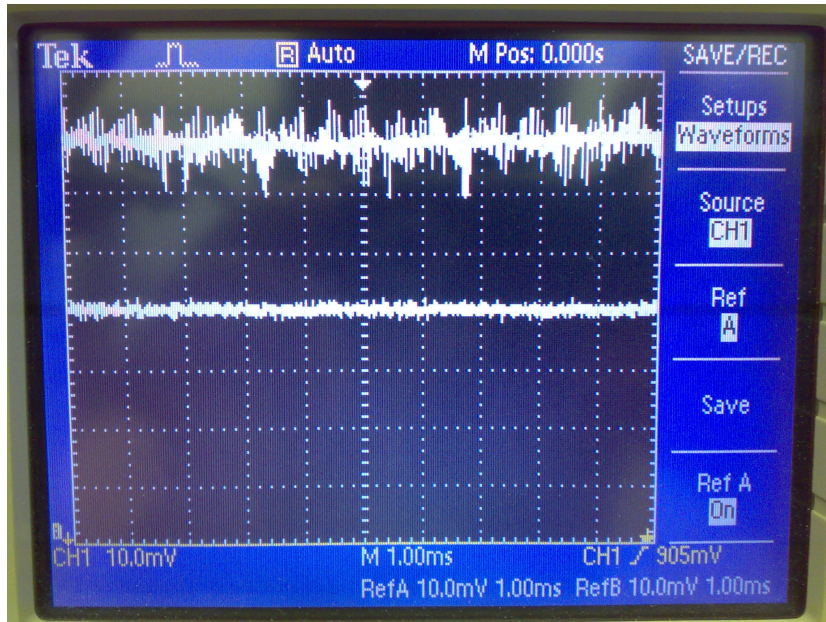 Tek R Auto M Pos: 0.000s SAVE/REC
Setups
Waveforms
Source
CH1
Ref
A
Save
Ref A
On
CH1 10.0mV M 1.00ms CH1 905mV
RefA 10.0mV 1.00ms RefB 10.0mV 1.00ms